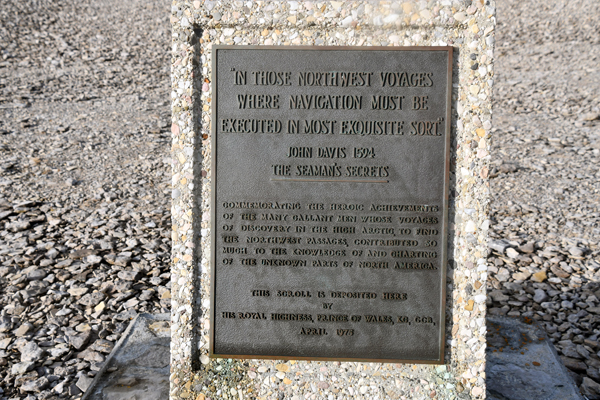 "IN THOSE NORTHWEST VOYAGES
WHERE NAVIGATION MUST BE
EXECUTED IN MOST EXQUISITE SORT."
JOHN DAVIS 1594
THE SEAMAN'S SECRETS
COMMEMORATING THE HEROIC ACHIEVEMENTS
OF THE MANY GALLANT MEN WHOSE VOYAGES
OF DISCOVERY IN THE HIGH ARCTIC, TO FIND
THE NORTHWEST PASSAGES, CONTRIBUTED SO
MUCH TO THE KNOWLEDGE OF AND CHARTING
OF THE UNKNOWN PARTS OF NORTH AMERICA.
THIS SCROLL IS DEPOSITED HERE
BY
HIS ROYAL HIGHNESS, PRINCE OF WALES, KG, GCB,
APRIL 1975